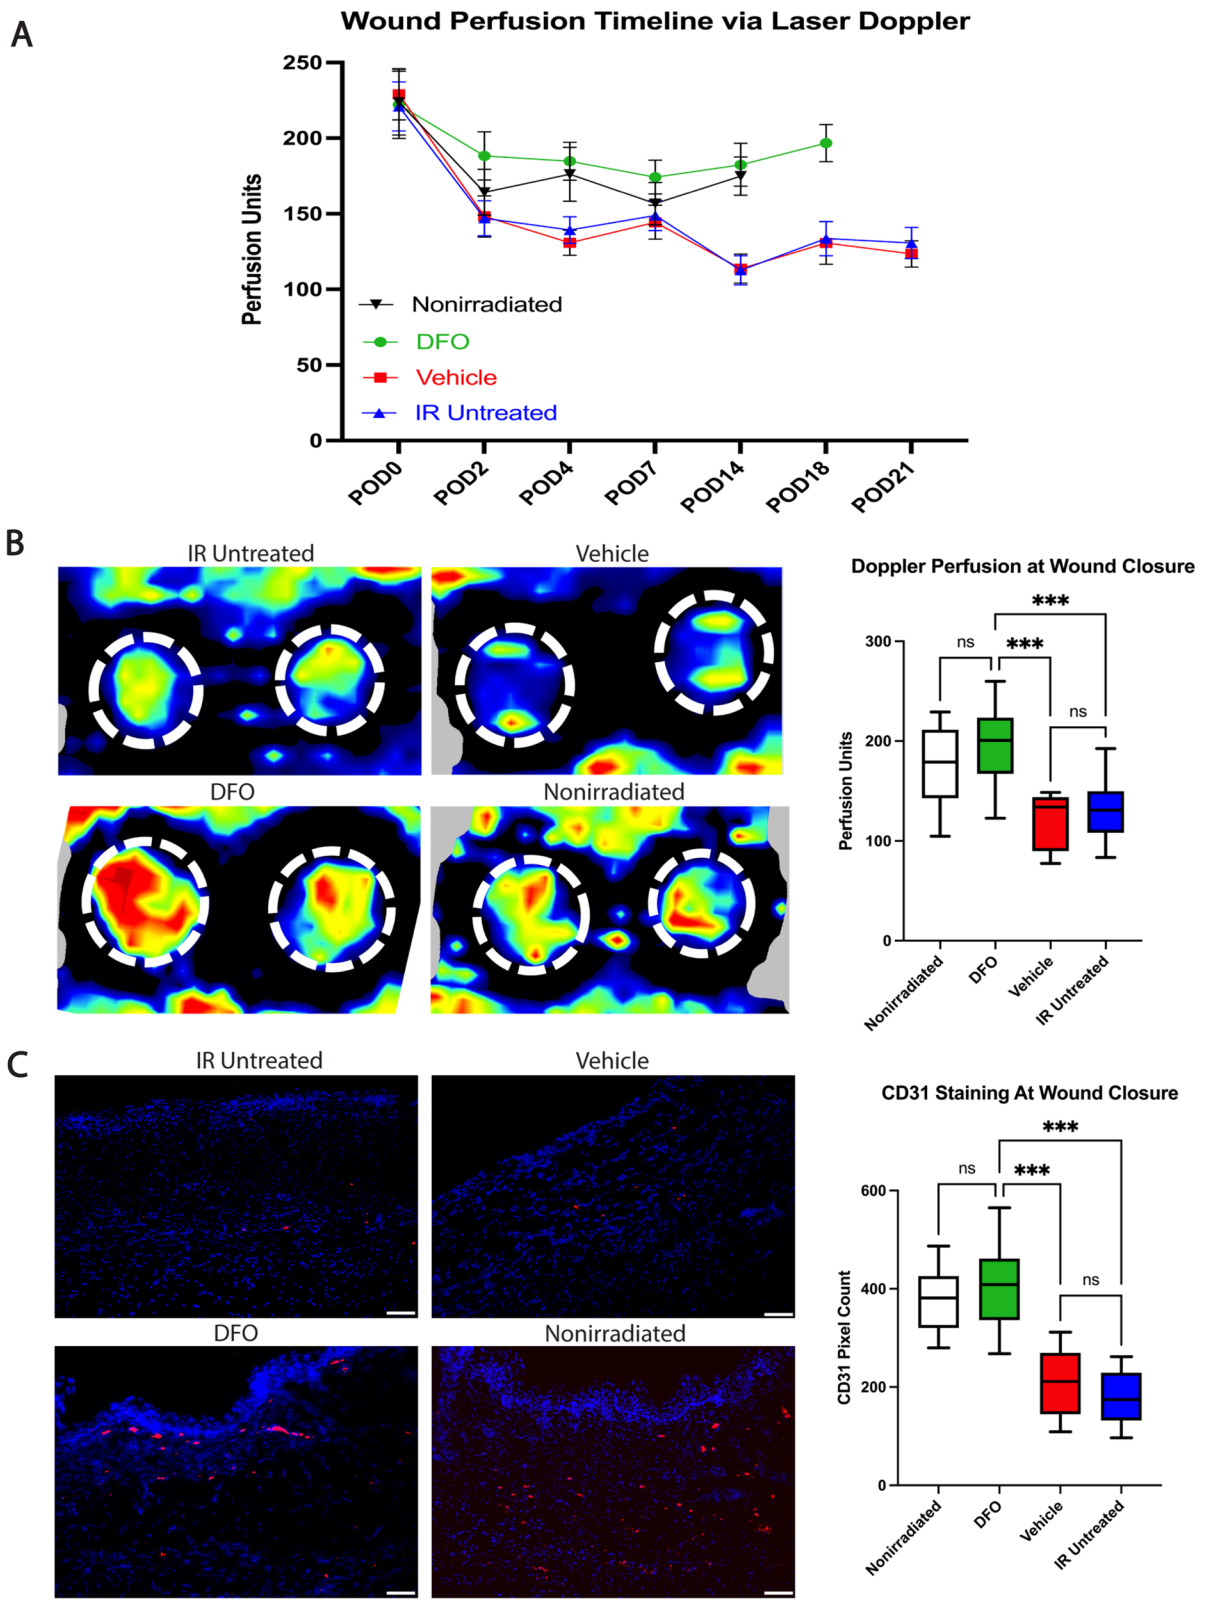 A
Wound Perfusion Timeline via Laser Doppler
Perfusion Units
250
200
150
100
50
0
Nonirradiated
DFO
Vehicle
IR Untreated
POD0
POD2
POD4
POD7
POD14
POD18
POD21
B
IR Untreated
Vehicle
DFO
Nonirradiated
Doppler Perfusion at Wound Closure
***
ns
***
ns
Perfusion Units
300
200
100
0
Nonirradiated
DFO
Vehicle
IR Untreated
C
IR Untreated
Vehicle
DFO
Nonirradiated
CD31 Staining At Wound Closure
***
ns
***
ns
CD31 Pixel Count
600
400
200
0
Nonirradiated
DFO
Vehicle
IR Untreated